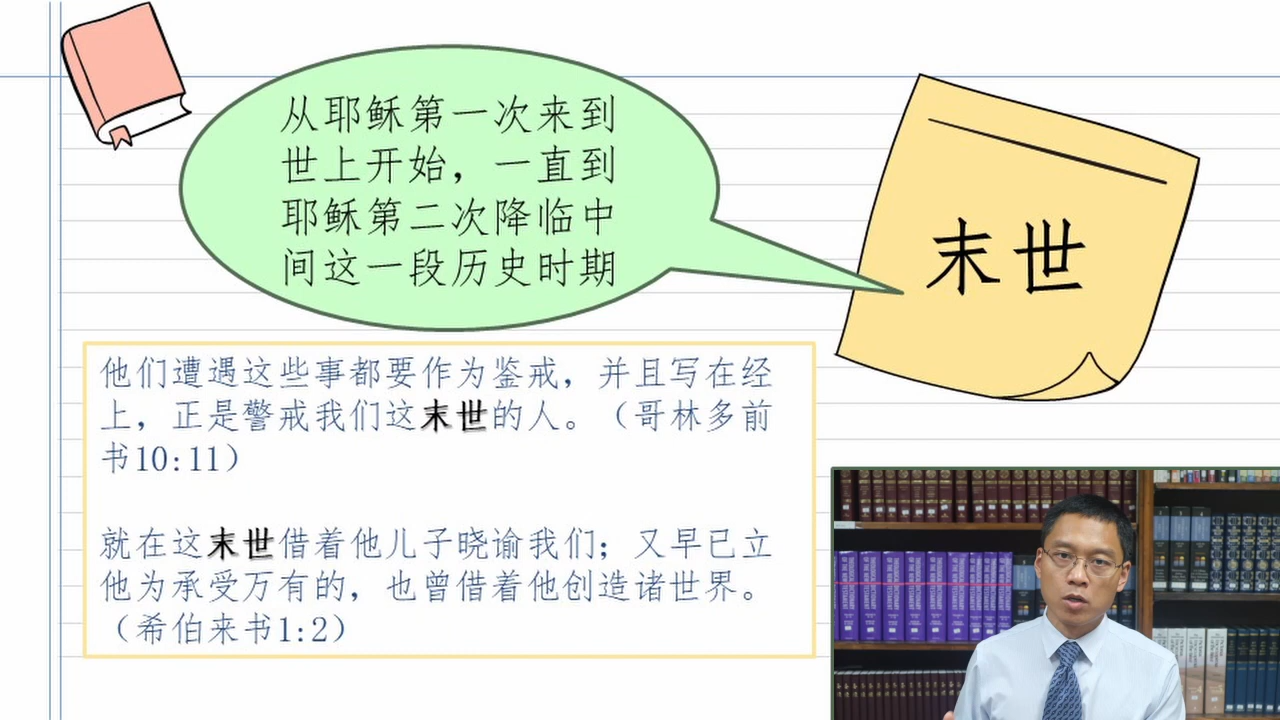 从耶稣第一次来到
世上开始，一直到
耶稣第二次降临中
间这一段历史时期
末世
他们遭遇这些事都要作为鉴戒，并且写在经
上，正是警戒我们这末世的人。（哥林多前
书10:11）
就在这末世借着他儿子晓谕我们；又早已立
他为承受万有的，也曾借着他创造诸世界。
（希伯来书1:2）